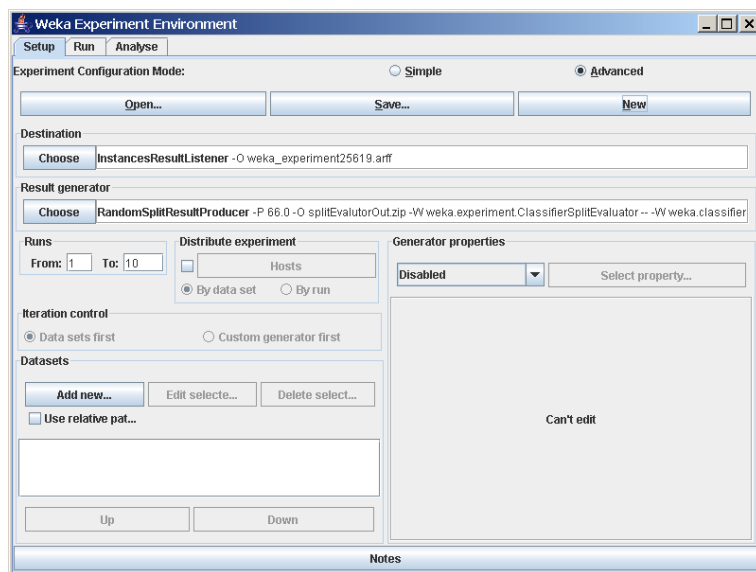 Weka Experiment Environment
Setup Run Analyse
Experiment Configuration Mode: Simple Advanced
Open... Save... New
Destination
Choose InstancesResultListener -O weka_experiment25619.arff
Result generator
Choose RandomSplitResultProducer -P 66.0 -O splitEvalutorOut.zip -W weka.experiment.ClassifierSplitEvaluator -- -W weka.classifier
Runs
From: 1 To: 10
Distribute experiment
Hosts
By data set By run
Generator properties
Disabled Select property...
Iteration control
Data sets first Custom generator first
Datasets
Add new... Edit selecte... Delete select...
Use relative pat...
Can't edit
Up Down
Notes